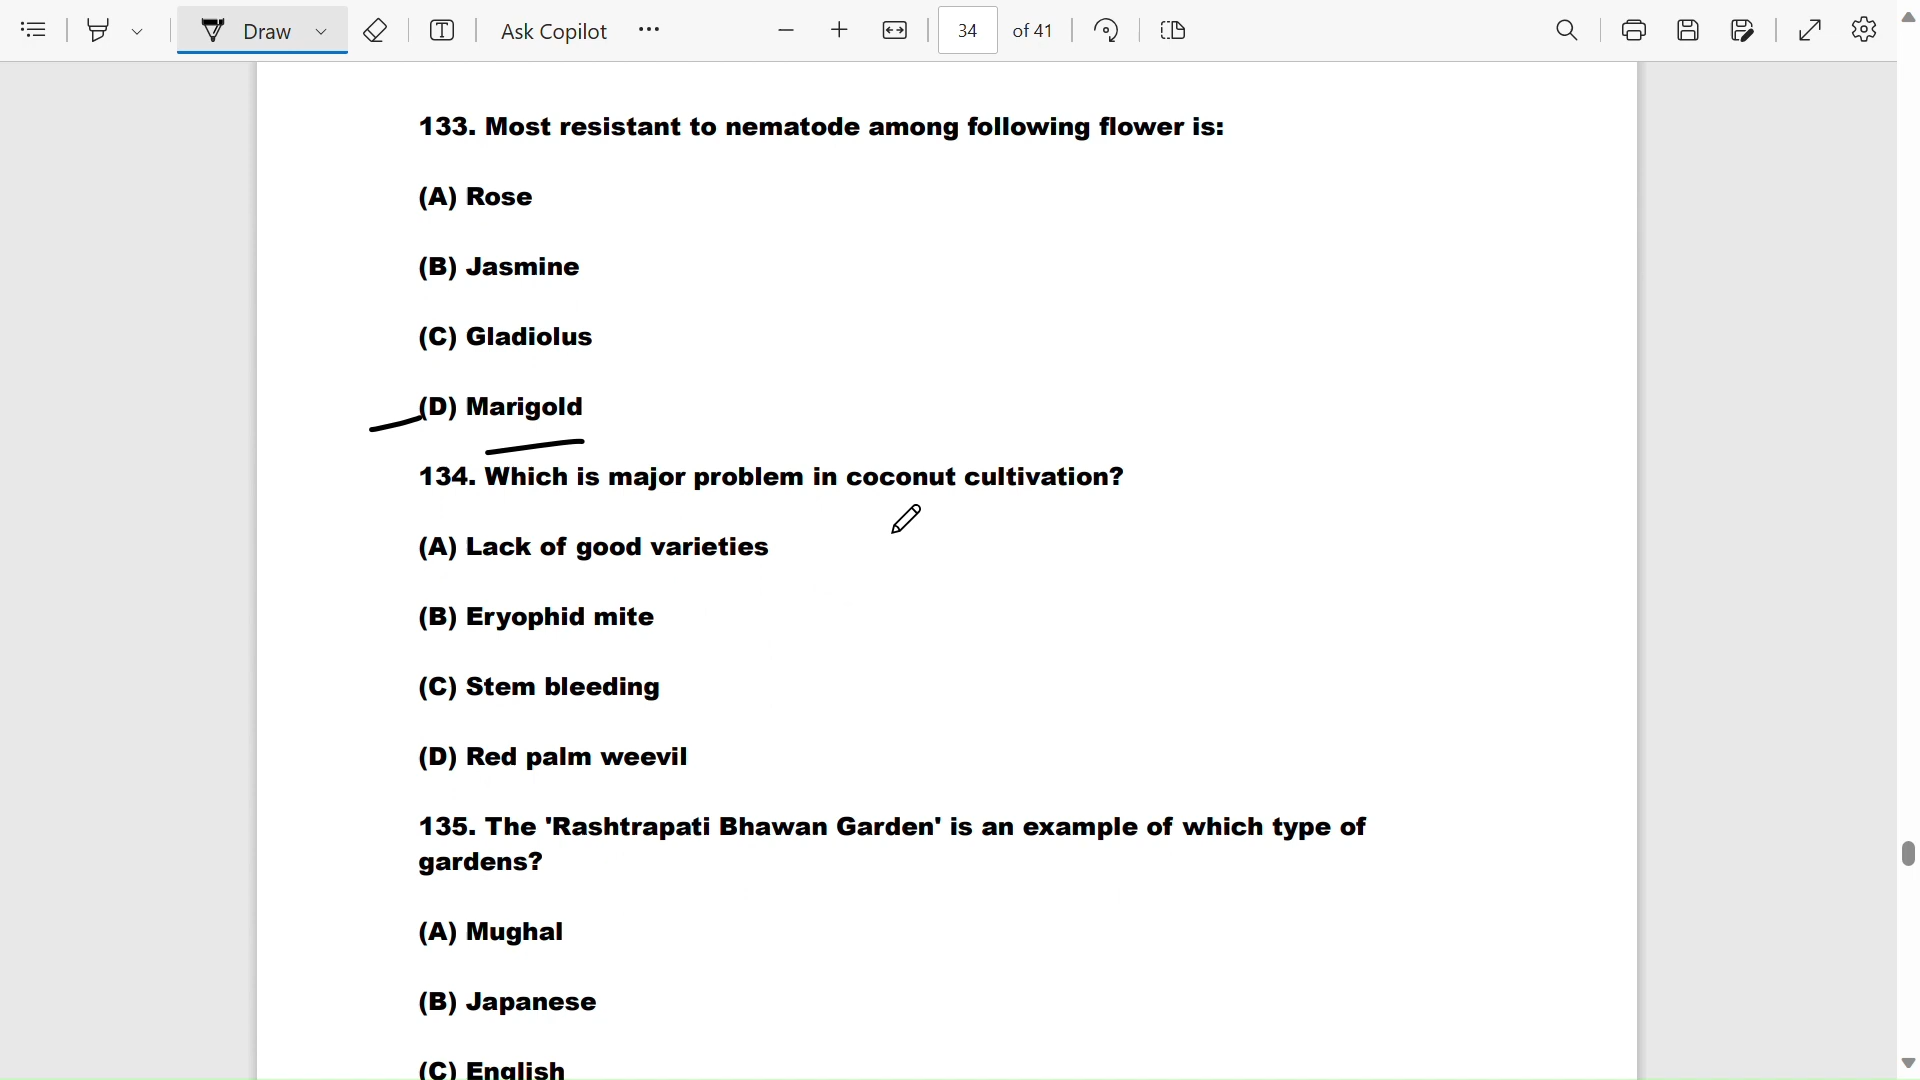 Draw
Ask Copilot
34 of 41
133. Most resistant to nematode among following flower is:
(A) Rose
(B) Jasmine
(C) Gladiolus
(D) Marigold
134. Which is major problem in coconut cultivation?
(A) Lack of good varieties
(B) Eryophid mite
(C) Stem bleeding
(D) Red palm weevil
135. The 'Rashtrapati Bhawan Garden' is an example of which type of
gardens?
(A) Mughal
(B) Japanese
(C) English